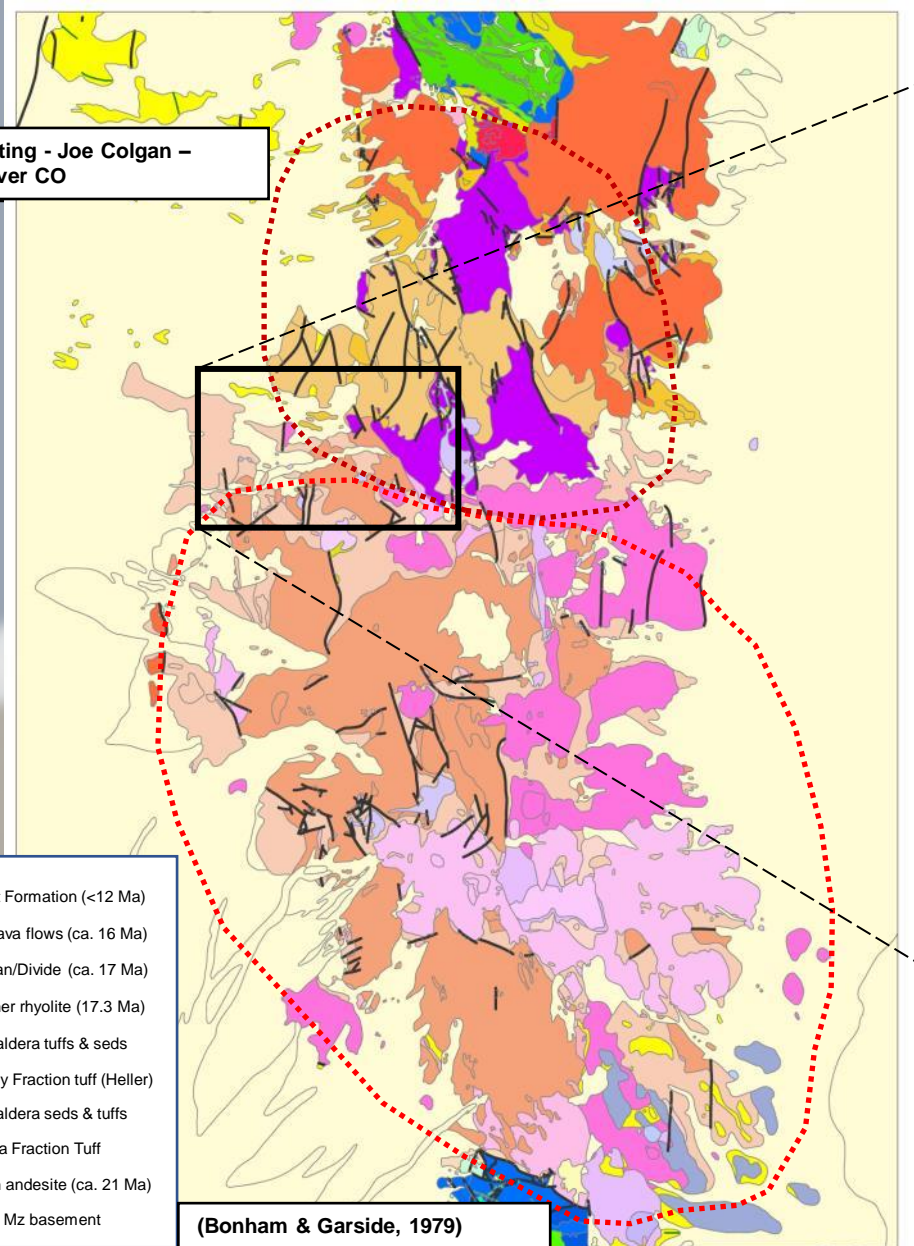 ting - Joe Colgan –
ver CO
Formation (<12 Ma)
ava flows (ca. 16 Ma)
an/Divide (ca. 17 Ma)
her rhyolite (17.3 Ma)
aldera tuffs & seds
y Fraction tuff (Heller)
aldera seds & tuffs
a Fraction Tuff
andesite (ca. 21 Ma)
Mz basement
(Bonham & Garside, 1979)